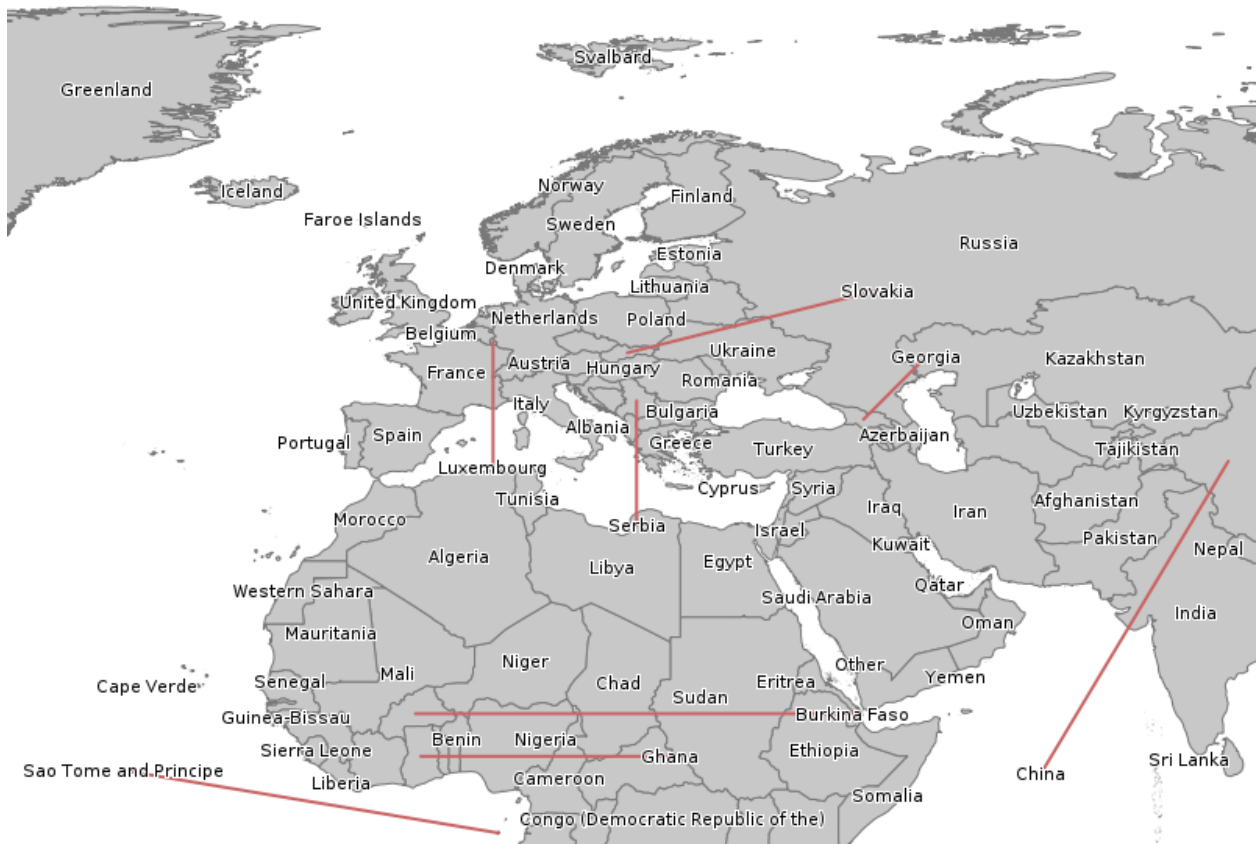 Svalbard
Greenland
Norway
Iceland
Finland
Faroe Islands
Sweden
Russia
Estonia
Denmark
Lithuania
Slovakia
United Kingdom
Netherlands
Poland
Belgium
Ukraine
Georgia
Kazakhstan
Austria
Hungary
France
Romania
Italy
Bulgaria
Uzbekistan
Kyrgyzstan
Albania
Portugal
Spain
Greece
Turkey
Azerbaijan
Tajikistan
Luxembourg
Cyprus
Syria
Tunisia
Afghanistan
Iraq
Iran
Morocco
Serbia
Israel
Pakistan
Kuwait
Nepal
Algeria
Libya
Egypt
Western Sahara
Saudi Arabia
Qatar
India
Oman
Mauritania
Niger
Other
Mali
Yemen
Senegal
Chad
Eritrea
Cape Verde
Sudan
Guinea-Bissau
Burkina Faso
Benin
Nigeria
Sierra Leone
Ethiopia
Ghana
Sri Lanka
Sao Tome and Principe
China
Liberia
Cameroon
Somalia
Congo (Democratic Republic of the)